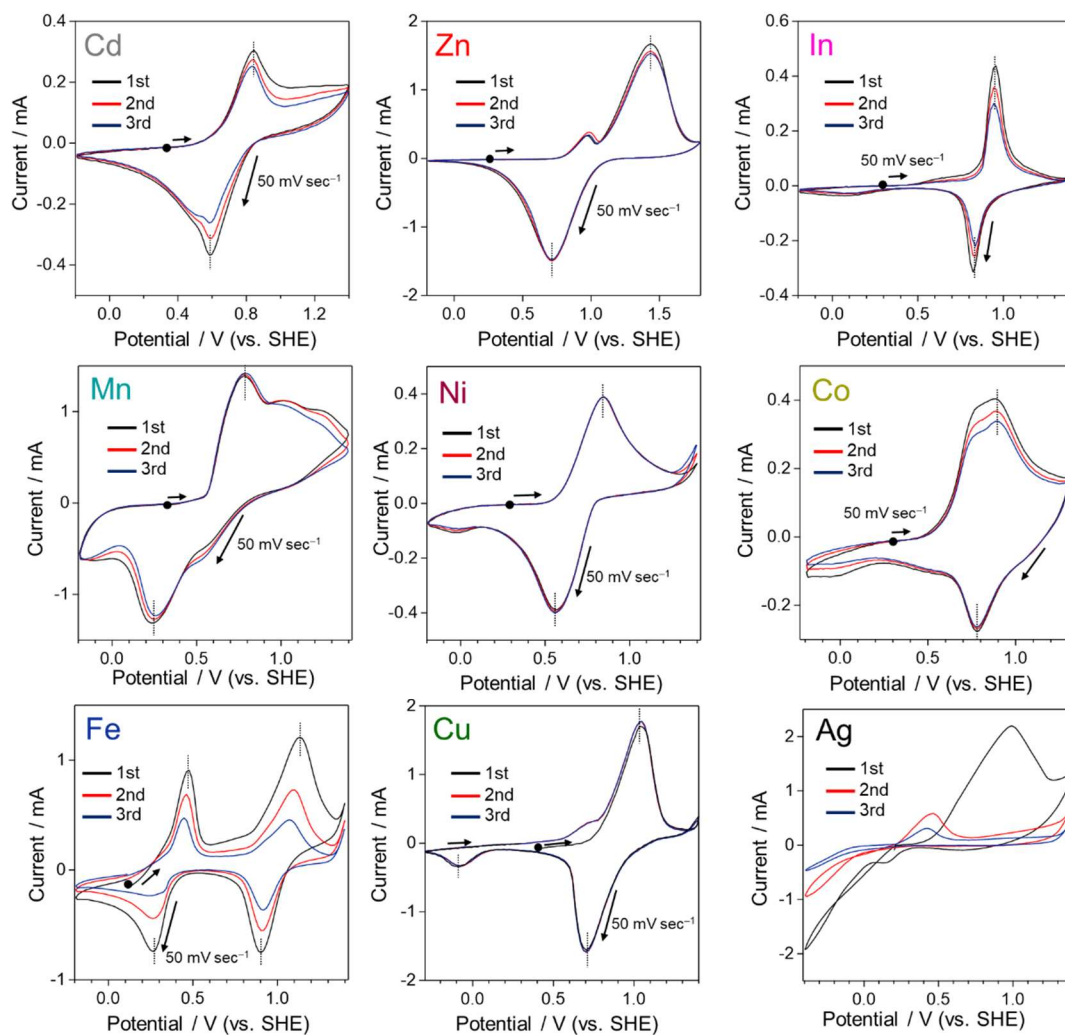 Cd
1st
2nd
3rd
50 mV sec⁻¹
0.4
0.2
0.0
-0.2
-0.4
0.0 0.4 0.8 1.2
Current / mA
Potential / V (vs. SHE)
Zn
1st
2nd
3rd
50 mV sec⁻¹
2
1
0
-1
-2
0.0 0.5 1.0 1.5
Current / mA
Potential / V (vs. SHE)
In
1st
2nd
3rd
50 mV sec⁻¹
0.6
0.4
0.2
0.0
-0.2
0.4
0.0 0.5 1.0
Current / mA
Potential / V (vs. SHE)
Mn
1st
2nd
3rd
50 mV sec⁻¹
1
0
-1
0.0 0.5 1.0
Current / mA
Potential / V (vs. SHE)
Ni
1st
2nd
3rd
50 mV sec⁻¹
0.4
0.2
0.0
-0.2
-0.4
0.0 0.5 1.0
Current / mA
Potential / V (vs. SHE)
Co
1st
2nd
3rd
50 mV sec⁻¹
0.4
0.2
0.0
-0.2
0.0 0.5 1.0
Current / mA
Potential / V (vs. SHE)
Fe
1st
2nd
3rd
50 mV sec⁻¹
1
0
-1
0.0 0.5 1.0
Current / mA
Potential / V (vs. SHE)
Cu
1st
2nd
3rd
50 mV sec⁻¹
2
1
0
-1
-2
0.0 0.5 1.0
Current / mA
Potential / V (vs. SHE)
Ag
1st
2nd
3rd
2
1
0
-1
-2
0.0 0.5 1.0
Current / mA
Potential / V (vs. SHE)